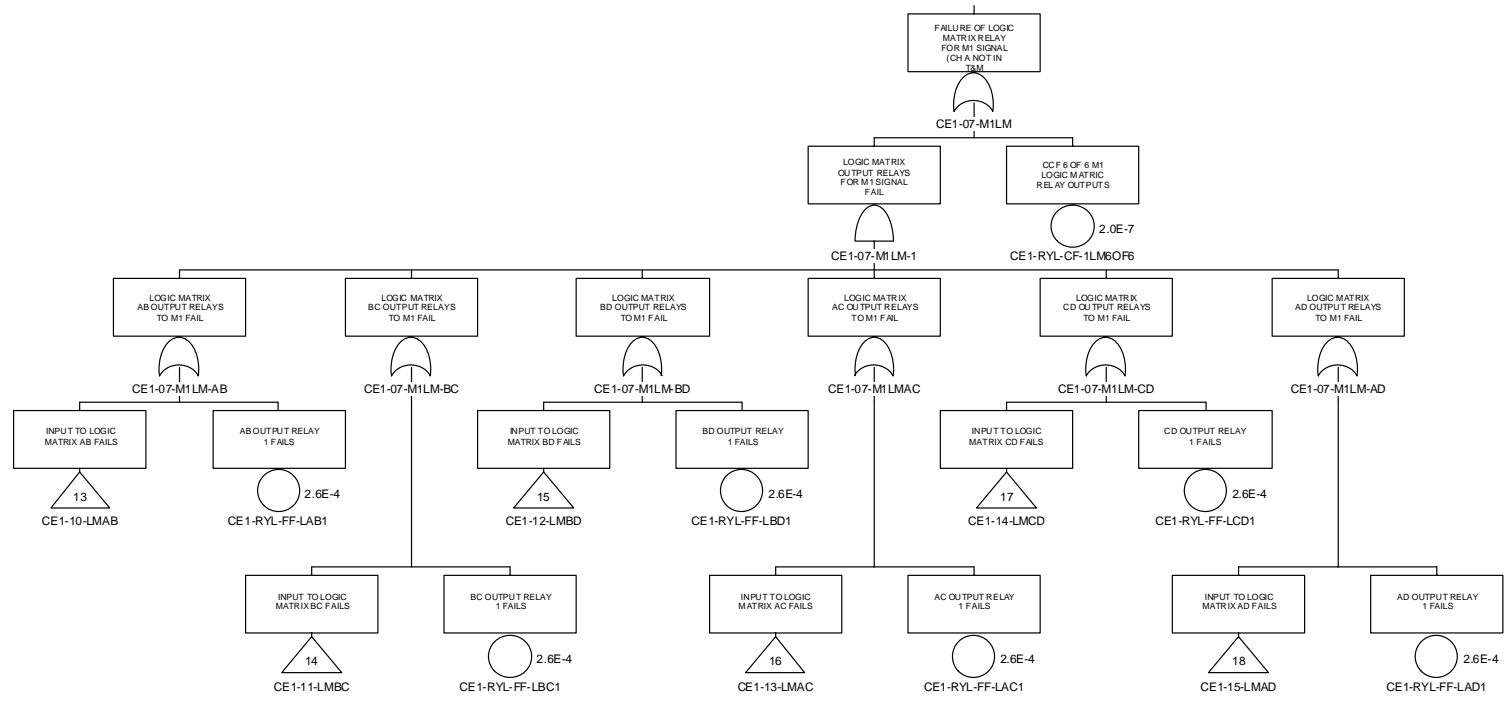 FAILURE OF LOGIC
MATRIX RELAY
FOR M1 SIGNAL
(CH A NOT IN
T&M
CE1-07-M1LM
LOGIC MATRIX
OUTPUT RELAYS
FOR M1 SIGNAL
FAIL
CE1-07-M1LM-1
CCF 6 OF 6 M1
LOGIC MATRIC
RELAY OUTPUTS
2.0E-7
CE1-RYL-CF-1LM6OF6
LOGIC MATRIX
AB OUTPUT RELAYS
TO M1 FAIL
CE1-07-M1LM-AB
LOGIC MATRIX
BC OUTPUT RELAYS
TO M1 FAIL
CE1-07-M1LM-BC
LOGIC MATRIX
BD OUTPUT RELAYS
TO M1 FAIL
CE1-07-M1LM-BD
LOGIC MATRIX
AC OUTPUT RELAYS
TO M1 FAIL
CE1-07-M1LMAC
LOGIC MATRIX
CD OUTPUT RELAYS
TO M1 FAIL
CE1-07-M1LM-CD
LOGIC MATRIX
AD OUTPUT RELAYS
TO M1 FAIL
CE1-07-M1LM-AD
INPUT TO LOGIC
MATRIX AB FAILS
13
CE1-10-LMAB
AB OUTPUT RELAY
1 FAILS
2.6E-4
CE1-RYL-FF-LAB1
INPUT TO LOGIC
MATRIX BD FAILS
15
CE1-12-LMBD
BD OUTPUT RELAY
1 FAILS
2.6E-4
CE1-RYL-FF-LBD1
INPUT TO LOGIC
MATRIX CD FAILS
17
CE1-14-LMCD
CD OUTPUT RELAY
1 FAILS
2.6E-4
CE1-RYL-FF-LCD1
INPUT TO LOGIC
MATRIX BC FAILS
14
CE1-11-LMBC
BC OUTPUT RELAY
1 FAILS
2.6E-4
CE1-RYL-FF-LBC1
INPUT TO LOGIC
MATRIX AC FAILS
16
CE1-13-LMAC
AC OUTPUT RELAY
1 FAILS
2.6E-4
CE1-RYL-FF-LAC1
INPUT TO LOGIC
MATRIX AD FAILS
18
CE1-15-LMAD
AD OUTPUT RELAY
1 FAILS
2.6E-4
CE1-RYL-FF-LAD1